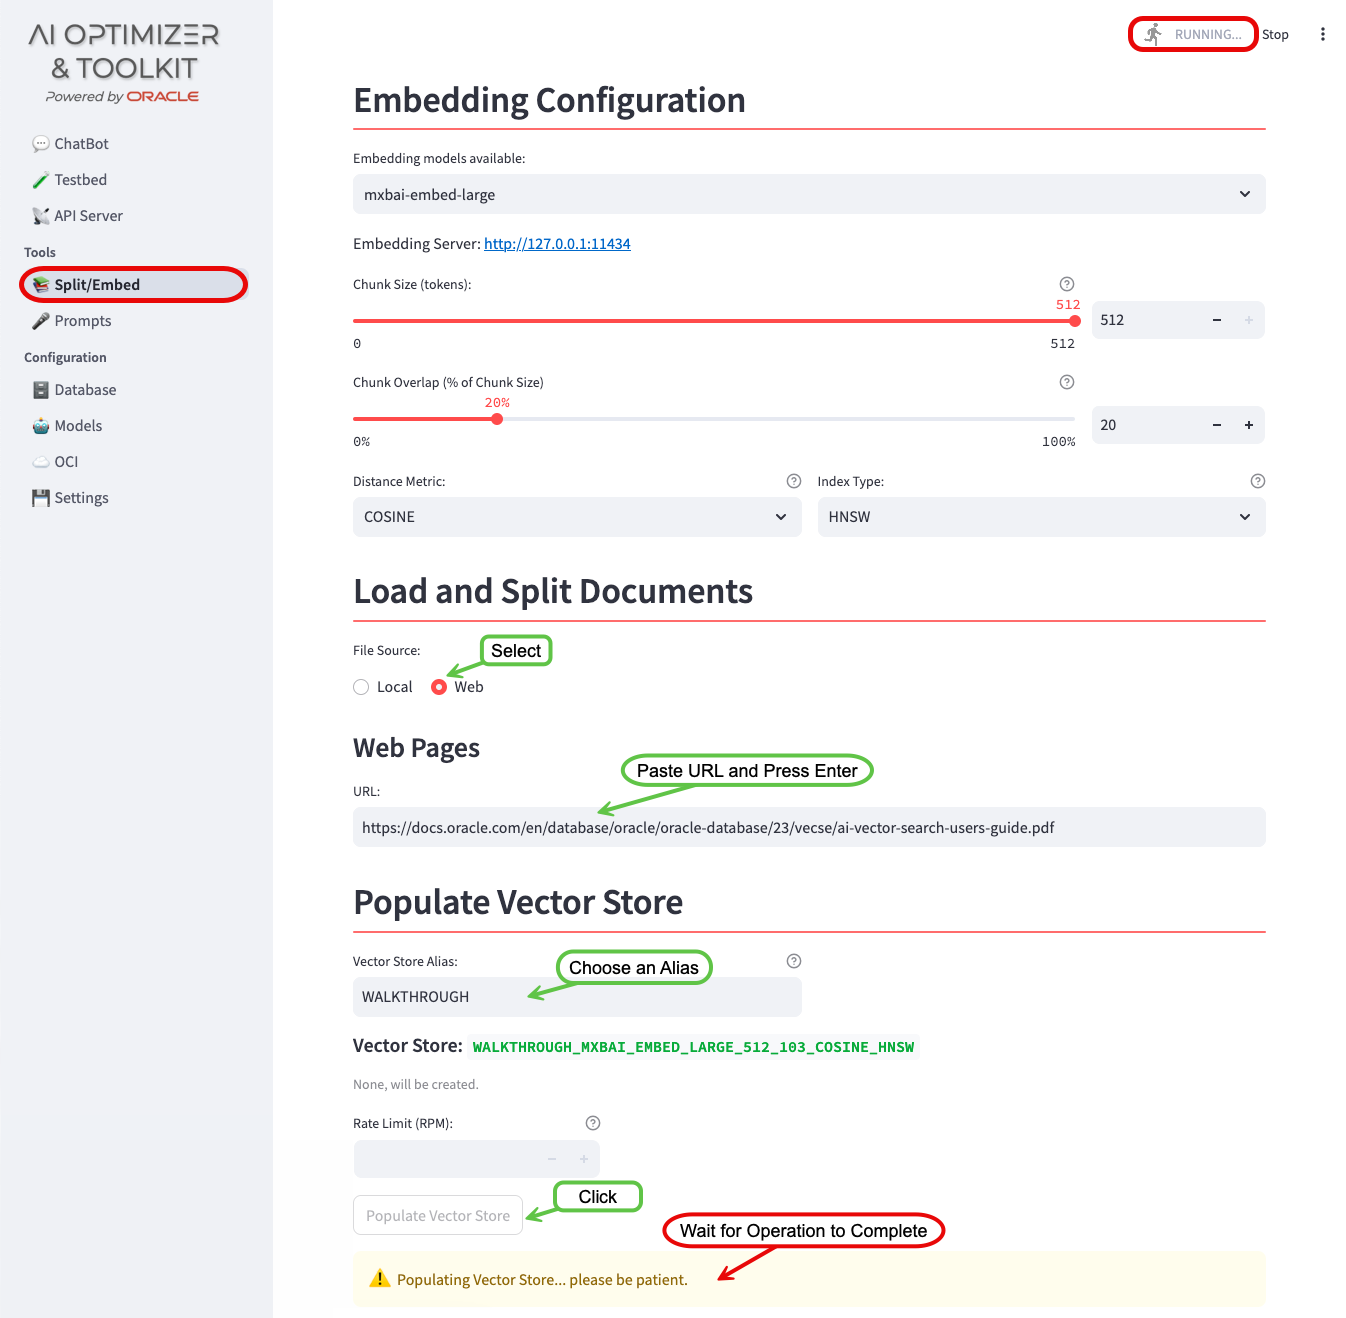 AI OPTIMIZER
& TOOLKIT
Powered by ORACLE
ChatBot
Testbed
API Server
Tools
Split/Embed
Prompts
Configuration
Database
Models
OCI
Settings
RUNNING...
Stop
Embedding Configuration
Embedding models available:
mxbai-embed-large
Embedding Server: http://127.0.0.1:11434
Chunk Size (tokens):
512
512
0
512
Chunk Overlap (% of Chunk Size)
20%
20
0%
100%
Distance Metric:
Index Type:
COSINE
HNSW
Load and Split Documents
File Source:
Select
Local
Web
Web Pages
Paste URL and Press Enter
URL:
https://docs.oracle.com/en/database/oracle/oracle-database/23/vecse/ai-vector-search-users-guide.pdf
Populate Vector Store
Vector Store Alias:
Choose an Alias
WALKTHROUGH
Vector Store: WALKTHROUGH_MXBAI_EMBED_LARGE_512_103_COSINE_HNSW
None, will be created.
Rate Limit (RPM):
Click
Populate Vector Store
Wait for Operation to Complete
Populating Vector Store... please be patient.